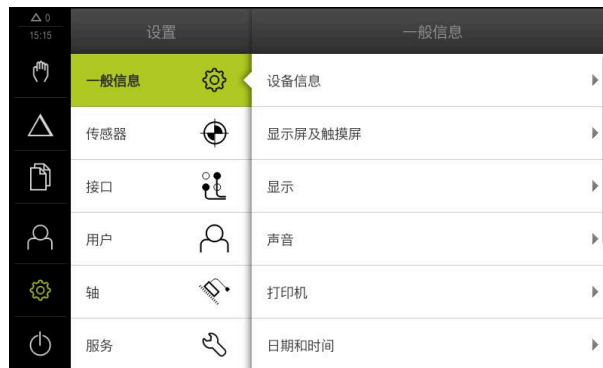 0
15:15
设置
一般信息
一般信息
传感器
接口
用户
轴
服务
设备信息
显示屏及触摸屏
显示
声音
打印机
日期和时间